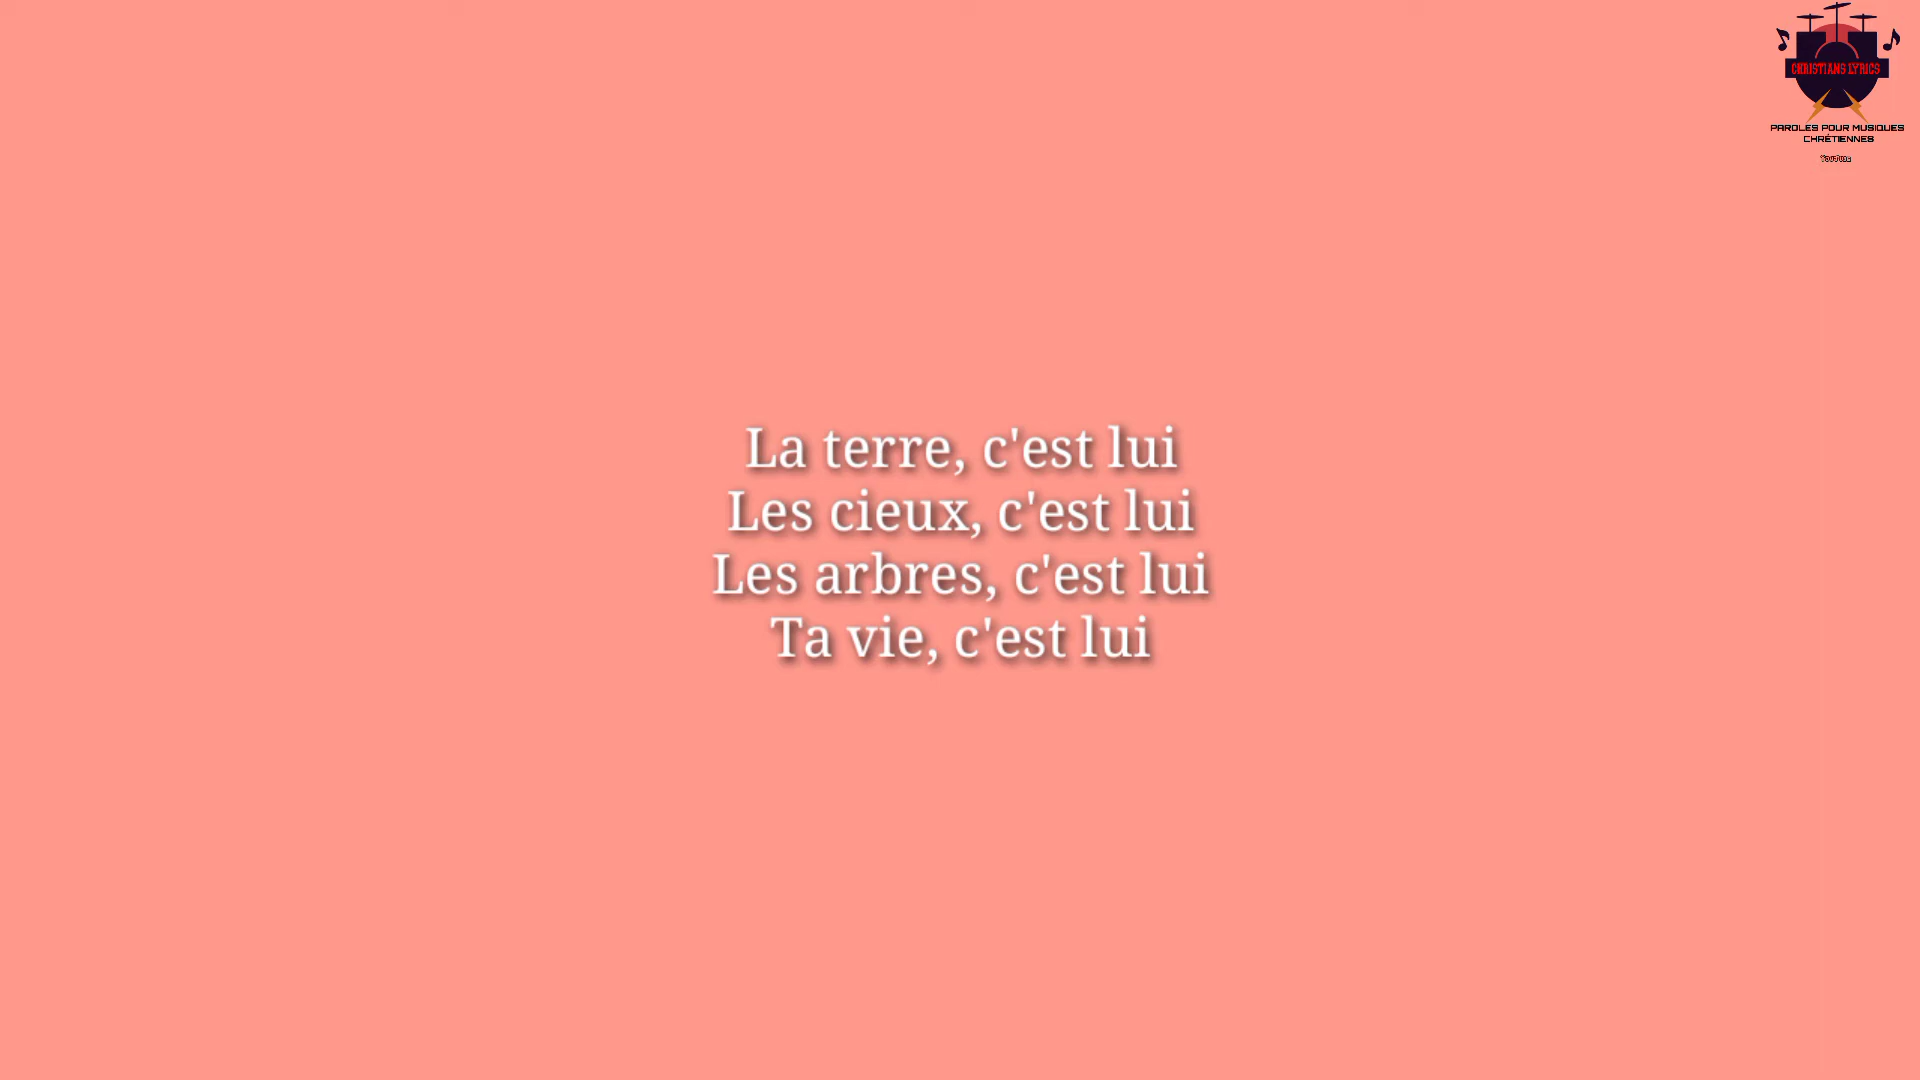 CHRISTIANS LYRICS
PAROLES POUR MUSIQUES
CHRÉTIENNES
YouTube
La terre, c'est lui
Les cieux, c'est lui
Les arbres, c'est lui
Ta vie, c'est lui